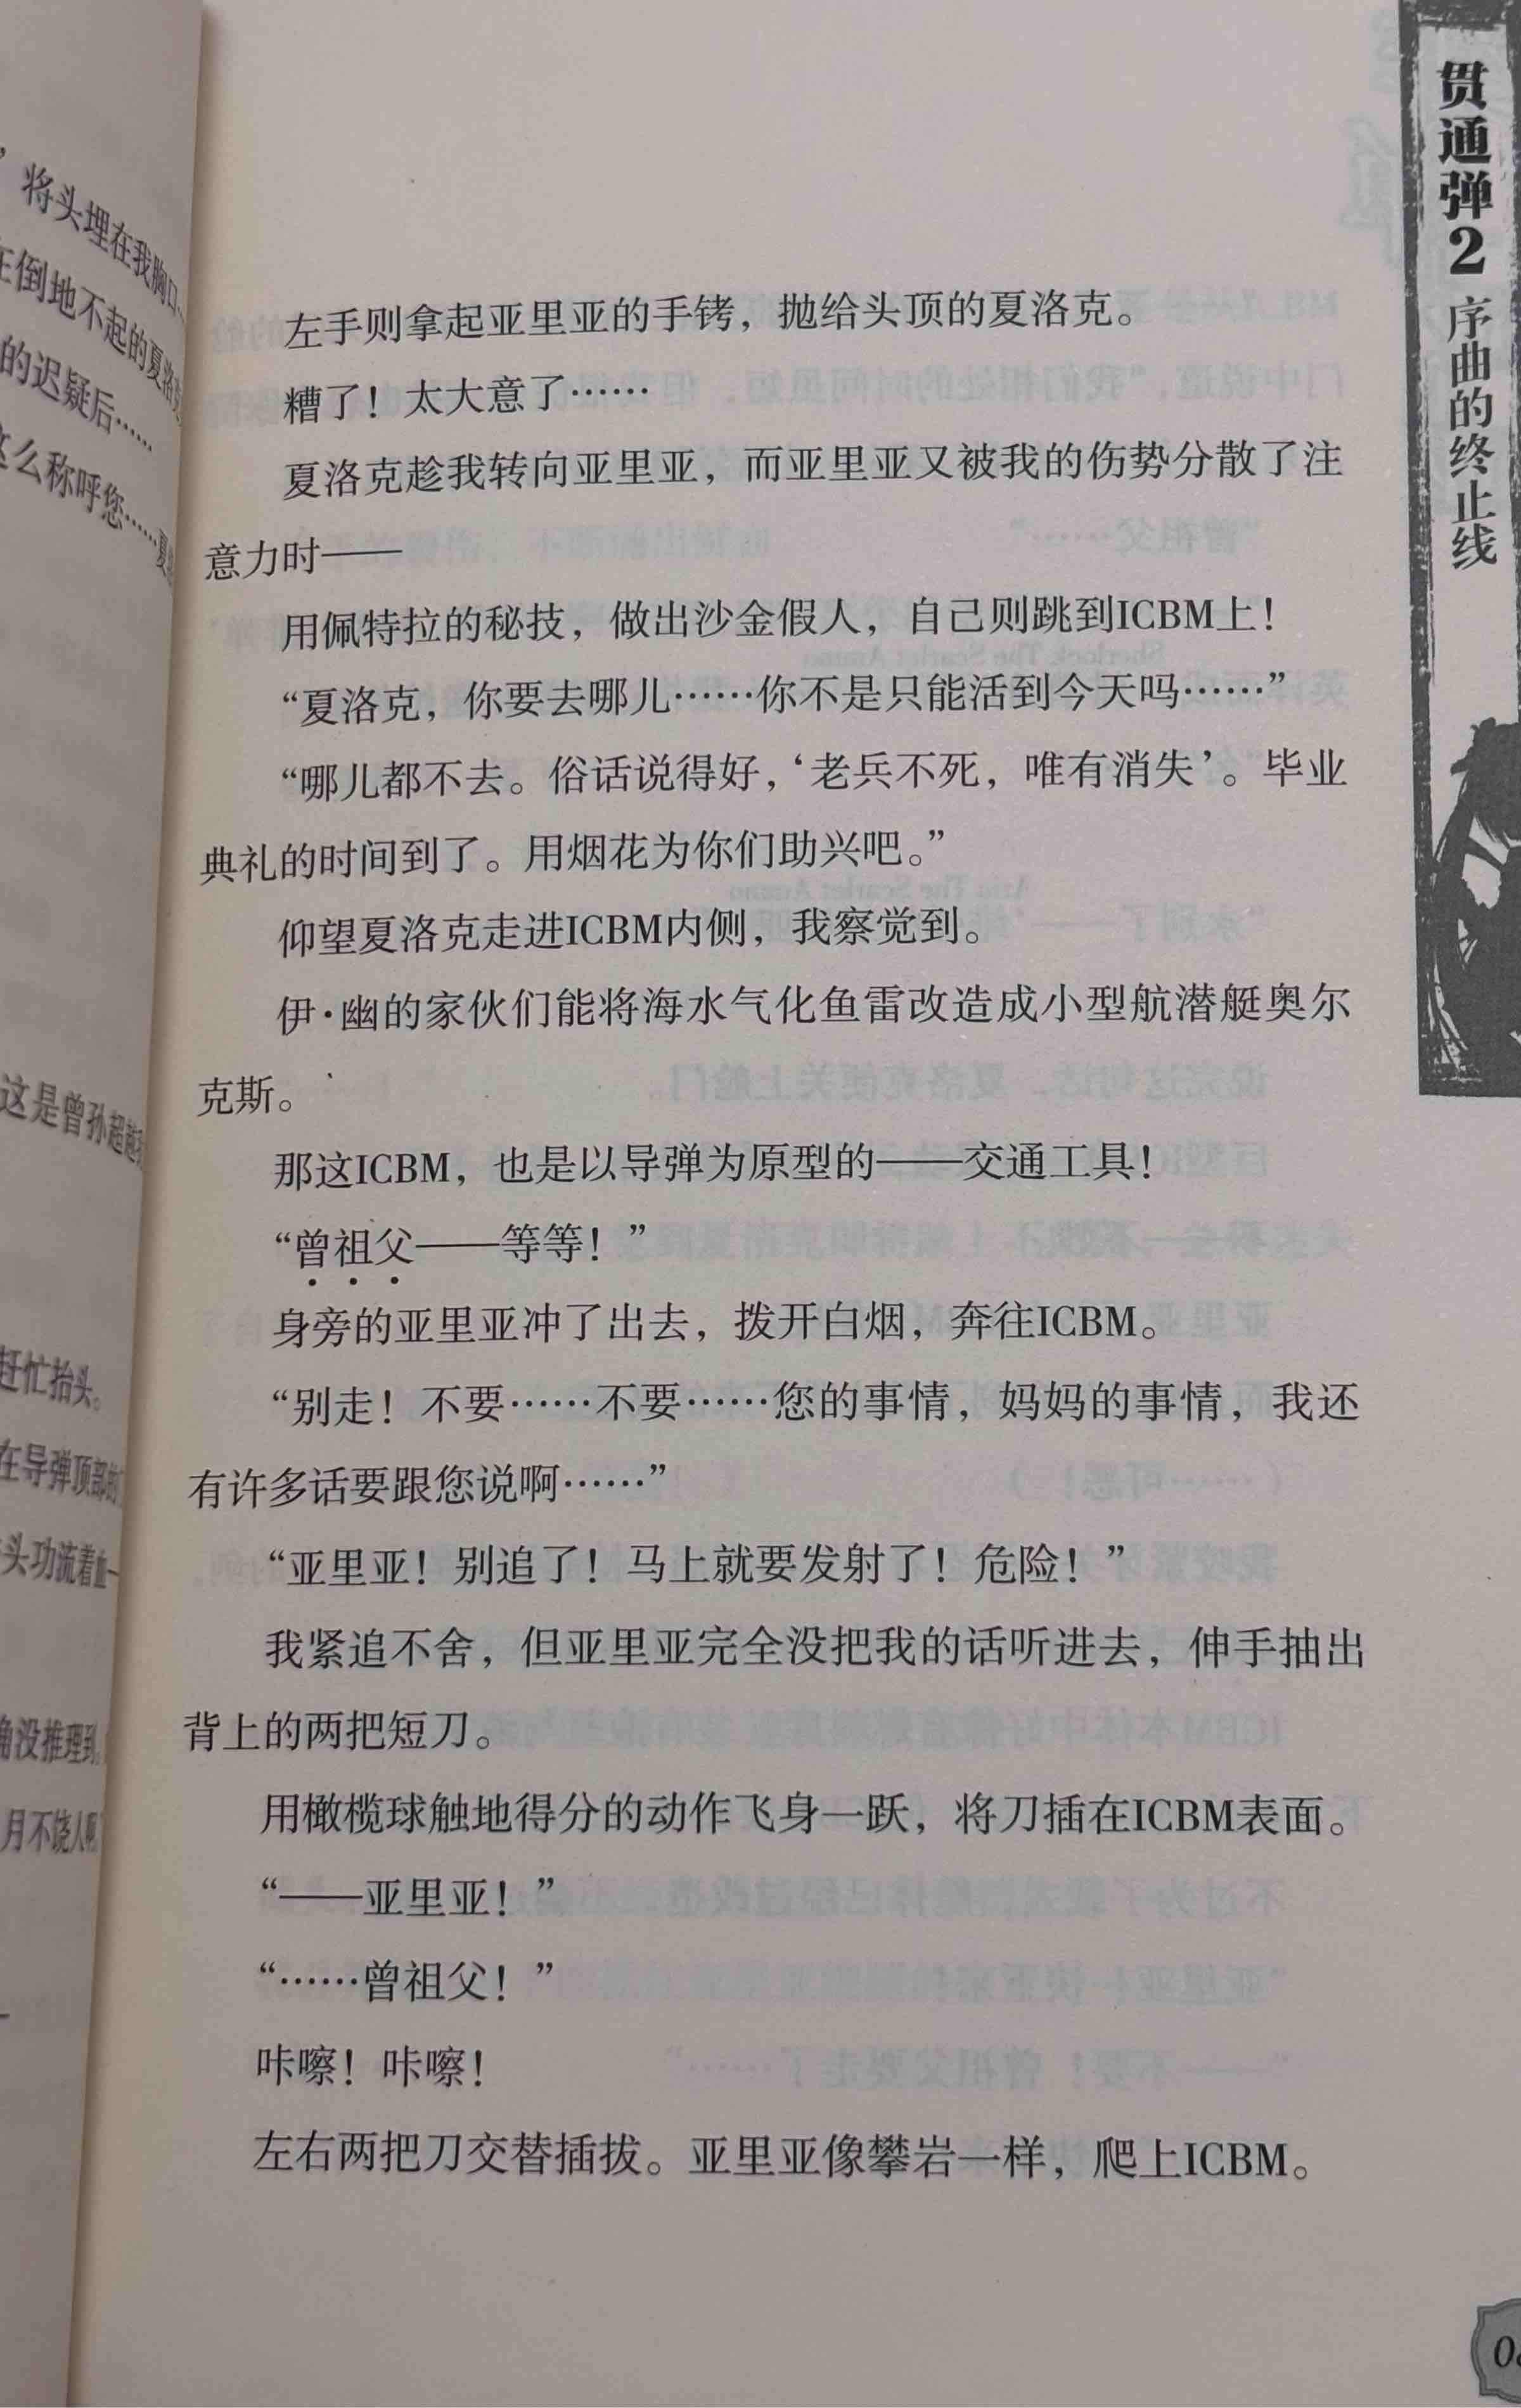 将头埋在我胸口……
倒地不起的夏洛克
的迟疑后……
这么称呼您……
这是曾孙超越
赶忙抬头。
在导弹顶部的
头功流着血一
没推理到
月不饶人啊
左手则拿起亚里亚的手铐，抛给头顶的夏洛克。
糟了！太大意了……
夏洛克趁我转向亚里亚，而亚里亚又被我的伤势分散了注
意力时——
用佩特拉的秘技，做出沙金假人，自己则跳到ICBM上！
“夏洛克，你要去哪儿……你不是只能活到今天吗……”
“哪儿都不去。俗话说得好，‘老兵不死，唯有消失’。毕业
典礼的时间到了。用烟花为你们助兴吧。”
仰望夏洛克走进ICBM内侧，我察觉到。
伊·幽的家伙们能将海水气化鱼雷改造成小型航潜艇奥尔
克斯。
那这ICBM，也是以导弹为原型的——交通工具！
“曾祖父——等等！”
身旁的亚里亚冲了出去，拨开白烟，奔往ICBM。
“别走！不要……不要……您的事情，妈妈的事情，我还
有许多话要跟您说啊……”
“亚里亚！别追了！马上就要发射了！危险！”
我紧追不舍，但亚里亚完全没把我的话听进去，伸手抽出
背上的两把短刀。
用橄榄球触地得分的动作飞身一跃，将刀插在ICBM表面。
“——亚里亚！”
“……曾祖父！”
咔嚓！咔嚓！
左右两把刀交替插拔。亚里亚像攀岩一样，爬上ICBM。
贯通弹2 序曲的终止线